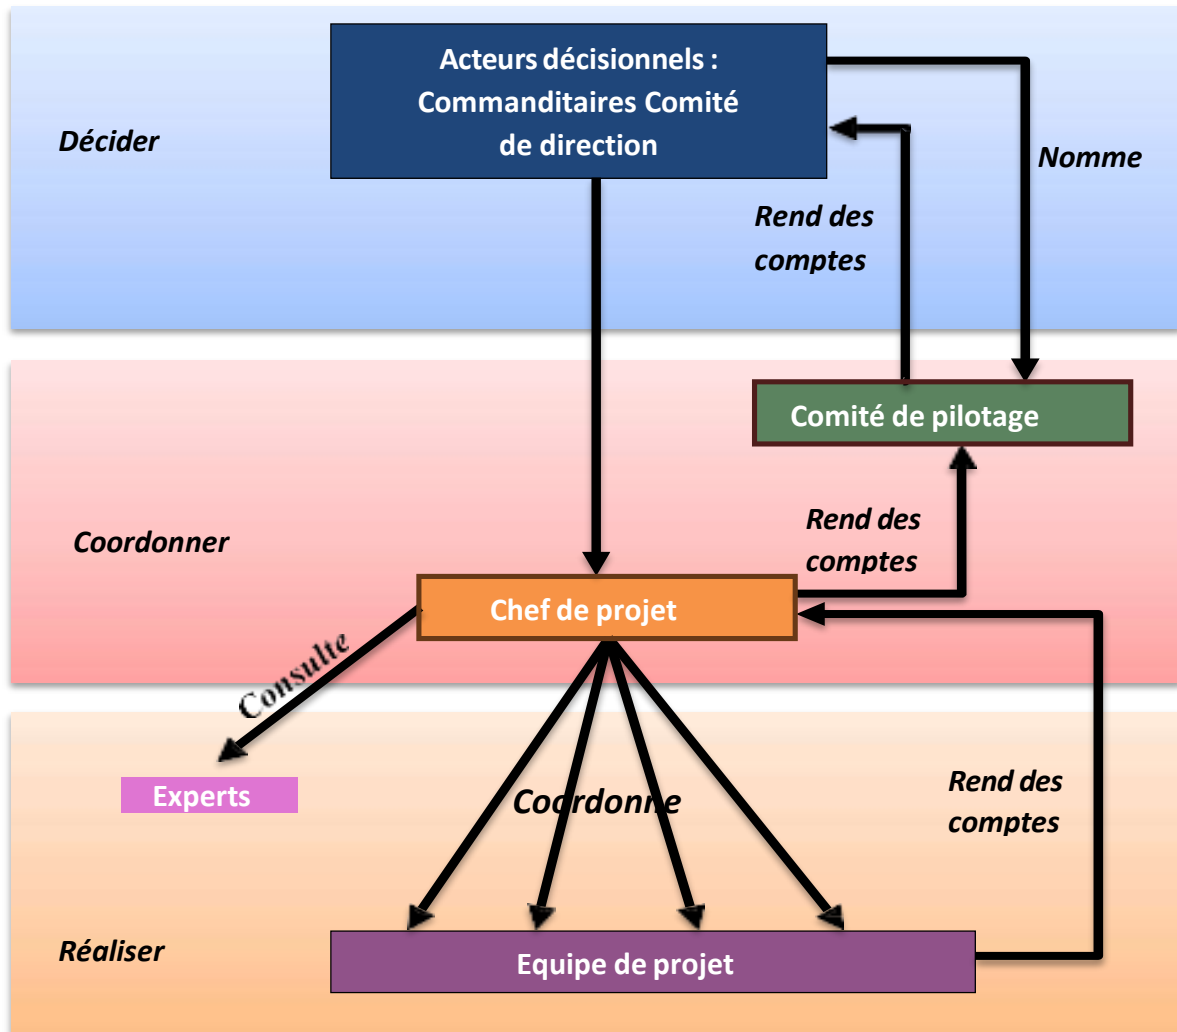 Acteurs décisionnels :
Commanditaires Comité
de direction
Décider
Nomme
Rend des
comptes
Comité de pilotage
Rend des
comptes
Coordonner
Chef de projet
Consulte
Experts
Coordonne
Rend des
comptes
Réaliser
Equipe de projet